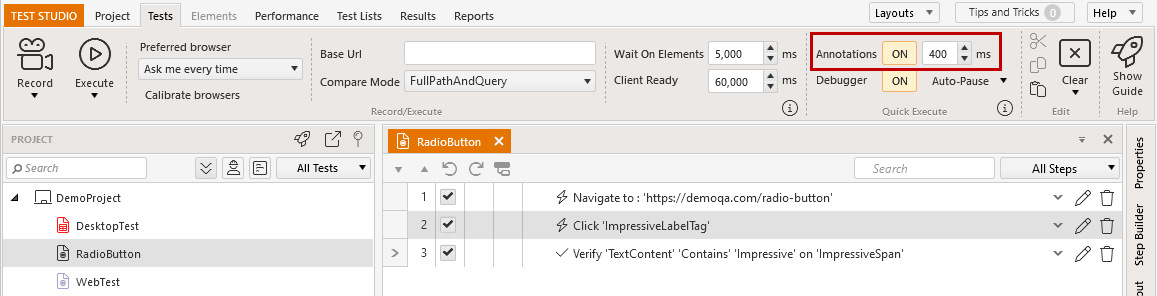 TEST STUDIO Project Tests Elements Performance Test Lists Results Reports Layouts Tips and Tricks 0 Help
Preferred browser
Ask me every time
Calibrate browsers
Record
Execute
Base Url
Compare Mode FullPathAndQuery
Wait On Elements 5,000 ms
Client Ready 60,000 ms
Record/Execute
Annotations ON 400 ms
Debugger ON Auto-Pause
Quick Execute
Clear
Edit
Show
Guide
Help
PROJECT
Search All Tests
DemoProject
DesktopTest
RadioButton
WebTest
RadioButton
Search All Steps
1 Navigate to : 'https://demoqa.com/radio-button'
2 Click 'ImpressiveLabelTag'
3 Verify 'TextContent' 'Contains' 'Impressive' on 'ImpressiveSpan'
Properties
Step Builder